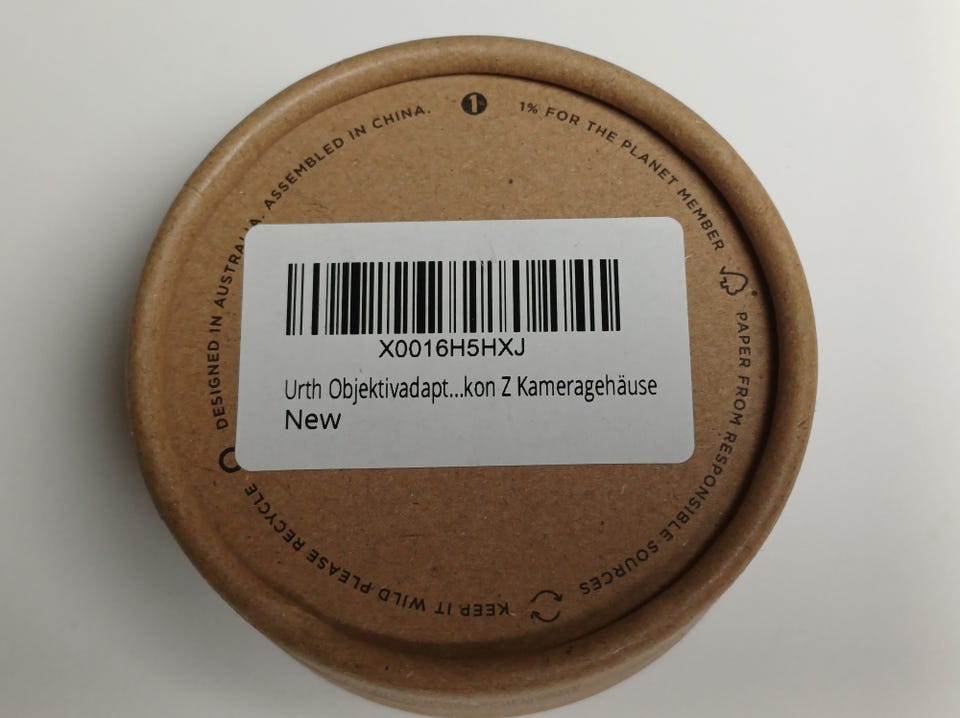 DESIGNED IN AUSTRALIA. ASSEMBLED IN CHINA.
1% FOR THE PLANET MEMBER
PAPER FROM RESPONSIBLE SOURCES
KEEP IT WILD PLEASE RECYCLE
X0016H5HXJ
Urth Objektivadapt...kon Z Kameragehäuse
New